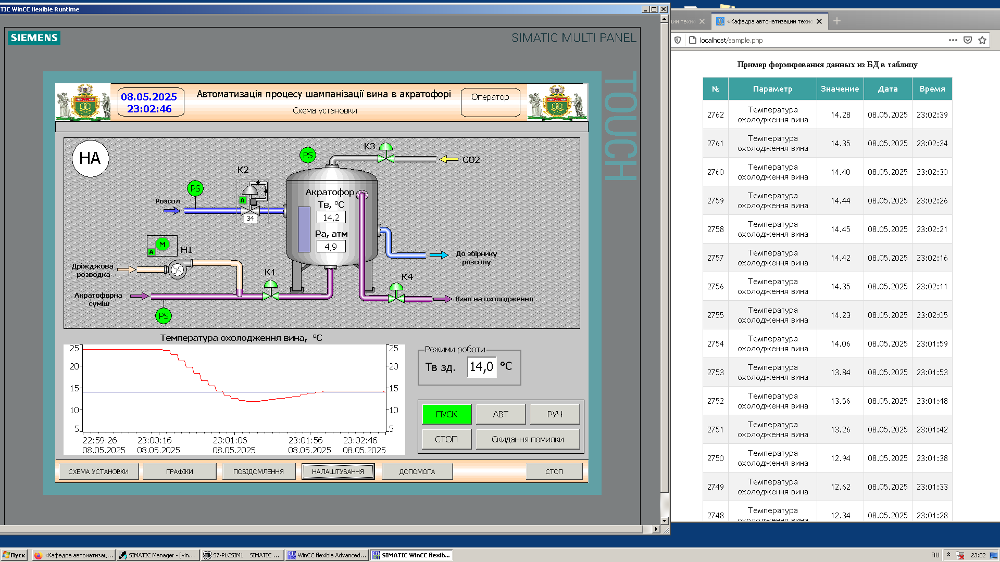 TIC WinCC flexible Runtime
SIEMENS
SIMATIC MULTI PANEL
TOUCH
08.05.2025
23:02:46
Автоматизація процесу шампанізації вина в акратофорі
Схема установки
Оператор
НА
PS
К3
CO2
К2
PS
Розсол
A
34
Акратофор
Тв, °C
14,2
Ра, атм
4,9
M
A
Н1
Дріжджова
розводка
До збірнику
розсолу
К1
К4
Акратофорна
суміш
Вино на охолодження
PS
Температура охолодження вина, °C
25
20
15
10
5
25
20
15
10
5
22:59:26
08.05.2025
23:00:16
08.05.2025
23:01:06
08.05.2025
23:01:56
08.05.2025
23:02:46
08.05.2025
Режими роботи
Тв зд. 14,0 °C
ПУСК АВТ РУЧ
СТОП Скидання помилки
СХЕМА УСТАНОВКИ ГРАФІКИ ПОВІДОМЛЕННЯ НАЛАШТУВАННЯ ДОПОМОГА СТОП
ции техно
«Кафедра автоматизации техно
localhost/sample.php
Пример формирования данных из БД в таблицу
№ Параметр Значение Дата Время
2762 Температура охолодження вина 14.28 08.05.2025 23:02:39
2761 Температура охолодження вина 14.35 08.05.2025 23:02:34
2760 Температура охолодження вина 14.40 08.05.2025 23:02:30
2759 Температура охолодження вина 14.44 08.05.2025 23:02:26
2758 Температура охолодження вина 14.45 08.05.2025 23:02:21
2757 Температура охолодження вина 14.42 08.05.2025 23:02:16
2756 Температура охолодження вина 14.35 08.05.2025 23:02:11
2755 Температура охолодження вина 14.23 08.05.2025 23:02:05
2754 Температура охолодження вина 14.06 08.05.2025 23:01:59
2753 Температура охолодження вина 13.84 08.05.2025 23:01:53
2752 Температура охолодження вина 13.56 08.05.2025 23:01:48
2751 Температура охолодження вина 13.26 08.05.2025 23:01:42
2750 Температура охолодження вина 12.94 08.05.2025 23:01:38
2749 Температура охолодження вина 12.62 08.05.2025 23:01:33
2748 Температура охолодження вина 12.34 08.05.2025 23:01:28
Пуск
«Кафедра автоматизац...
SIMATIC Manager - [vin...
S7-PLCSIM1 SIMATIC ...
WinCC flexible Advanced...
SIMATIC WinCC flexib...
RU
23:02